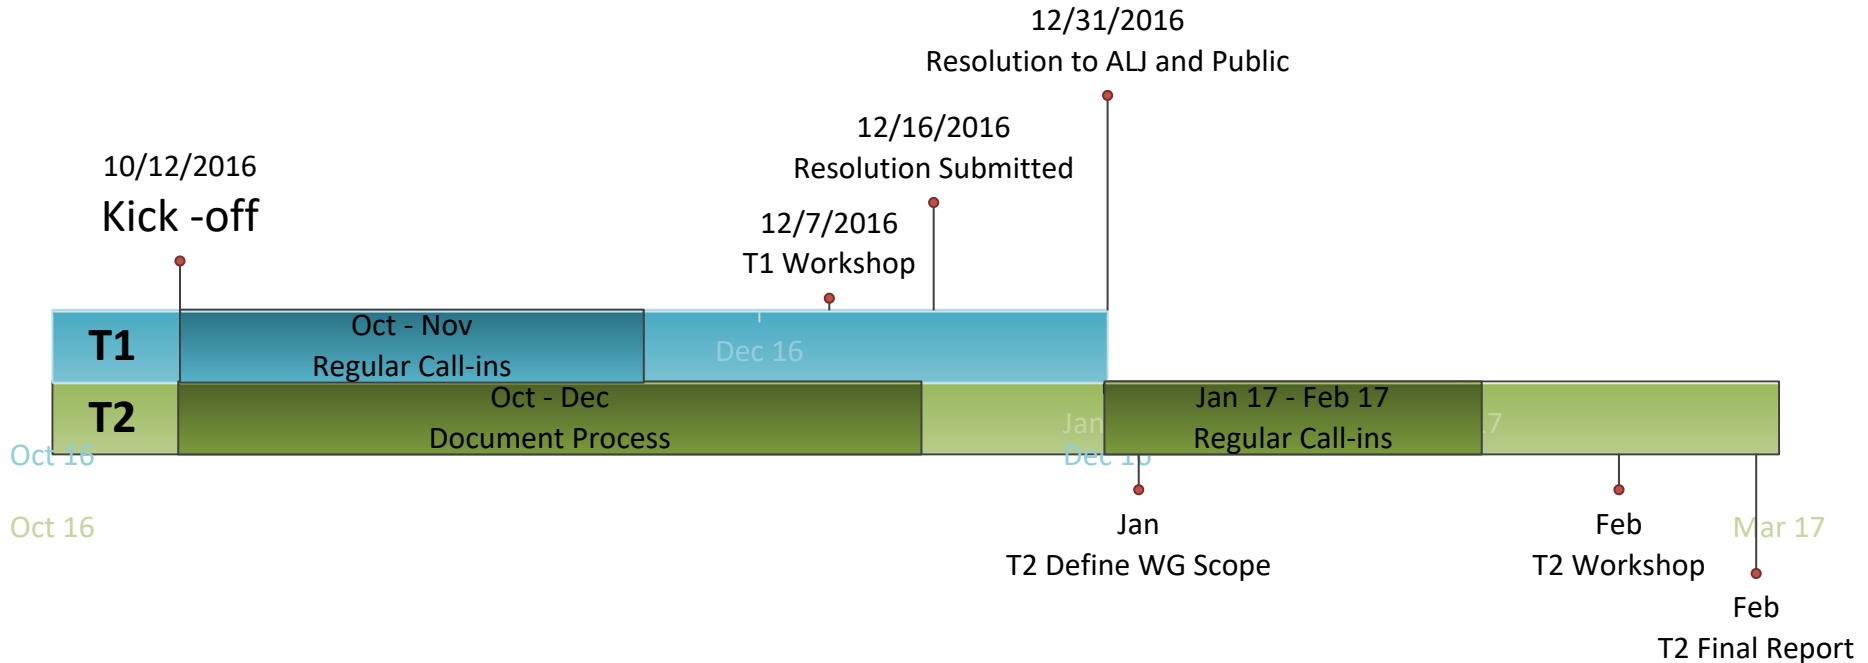 12/31/2016
Resolution to ALJ and Public
12/16/2016
Resolution Submitted
10/12/2016
Kick -off
12/7/2016
T1 Workshop
T1
Oct - Nov
Regular Call-ins
Dec 16
T2
Oct - Dec
Document Process
Jan
Jan 17 - Feb 17
Regular Call-ins
Oct 16
Dec 16
Oct 16
Jan
T2 Define WG Scope
Feb
T2 Workshop
Mar 17
Feb
T2 Final Report